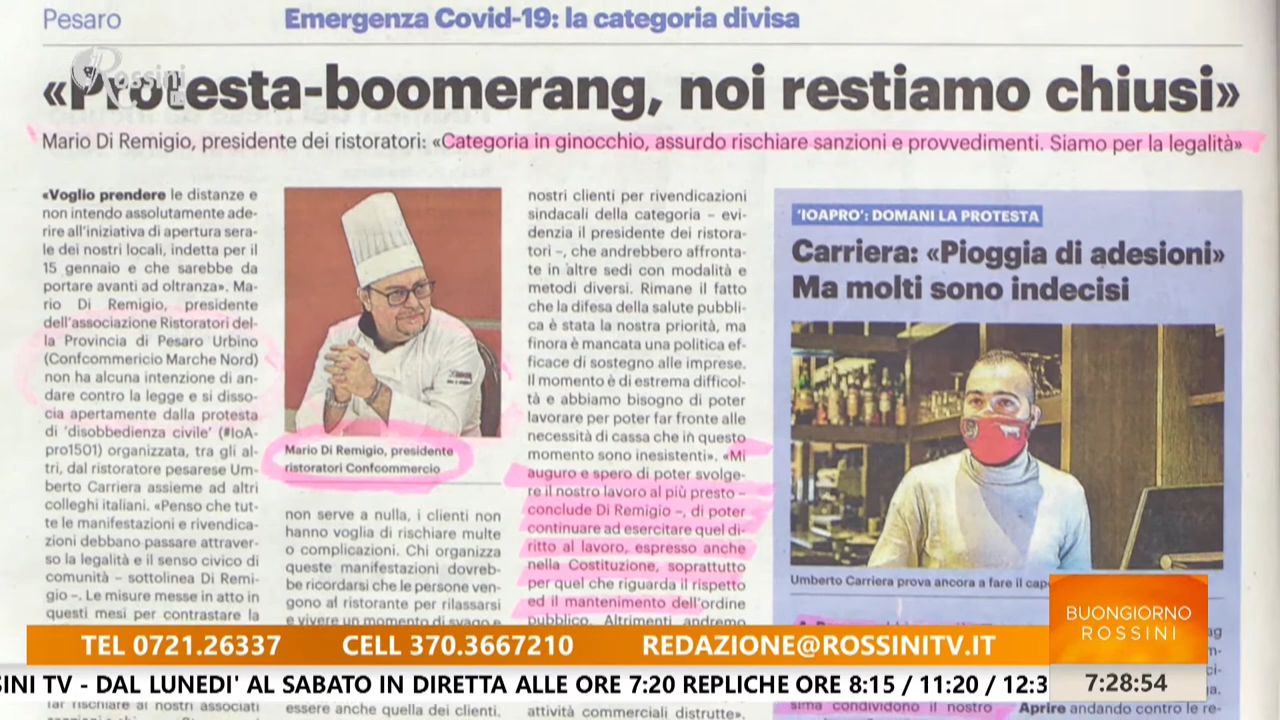 Pesaro
Emergenza Covid-19: la categoria divisa
Rossini
«Protesta-boomerang, noi restiamo chiusi»
Mario Di Remigio, presidente dei ristoratori: «Categoria in ginocchio, assurdo rischiare sanzioni e provvedimenti. Siamo per la legalità»
«Voglio prendere le distanze e
non intendo assolutamente ade-
rire all'iniziativa di apertura sera-
le dei nostri locali, indetta per il
15 gennaio e che sarebbe da
portare avanti ad oltranza». Ma-
rio Di Remigio, presidente
dell'associazione Ristoratori del-
la Provincia di Pesaro Urbino
(Confcommericio Marche Nord)
non ha alcuna intenzione di an-
dare contro la legge e si disso-
cia apertamente dalla protesta
di 'disobbedienza civile' (#IoA-
pro1501) organizzata, tra gli al-
tri, dal ristoratore pesarese Um-
berto Carriera assieme ad altri
colleghi italiani. «Penso che tut-
te le manifestazioni e rivendica-
zioni debbano passare attraver-
so la legalità e il senso civico di
comunità – sottolinea Di Remi-
gio –. Le misure messe in atto in
questi mesi per contrastare la
far rischiare ai nostri associati
Mario Di Remigio, presidente
ristoratori Confcommercio
non serve a nulla, i clienti non
hanno voglia di rischiare multe
o complicazioni. Chi organizza
queste manifestazioni dovreb-
be ricordarsi che le persone ven-
gono al ristorante per rilassarsi
e vivere un momento di svago e
essere anche quella dei clienti.
nostri clienti per rivendicazioni
sindacali della categoria – evi-
denzia il presidente dei ristora-
tori –, che andrebbero affronta-
te in altre sedi con modalità e
metodi diversi. Rimane il fatto
che la difesa della salute pubbli-
ca è stata la nostra priorità, ma
finora è mancata una politica ef-
ficace di sostegno alle imprese.
Il momento è di estrema difficol-
tà e abbiamo bisogno di poter
lavorare per poter far fronte alle
necessità di cassa che in questo
momento sono inesistenti». «Mi
auguro e spero di poter svolge-
re il nostro lavoro al più presto –
conclude Di Remigio –, di poter
continuare ad esercitare quel di-
ritto al lavoro, espresso anche
nella Costituzione, soprattutto
per quel che riguarda il rispetto
ed il mantenimento dell'ordine
pubblico. Altrimenti andremo
attività commerciali distrutte».
'IOAPRO': DOMANI LA PROTESTA
Carriera: «Pioggia di adesioni»
Ma molti sono indecisi
Umberto Carriera prova ancora a fare il capo
sima condividono il nostro
Aprire andando contro le re-
BUONGIORNO
ROSSINI
TEL 0721.26337 CELL 370.3667210 REDAZIONE@ROSSINITV.IT
SINI TV - DAL LUNEDI' AL SABATO IN DIRETTA ALLE ORE 7:20 REPLICHE ORE 8:15 / 11:20 / 12:3
7:28:54